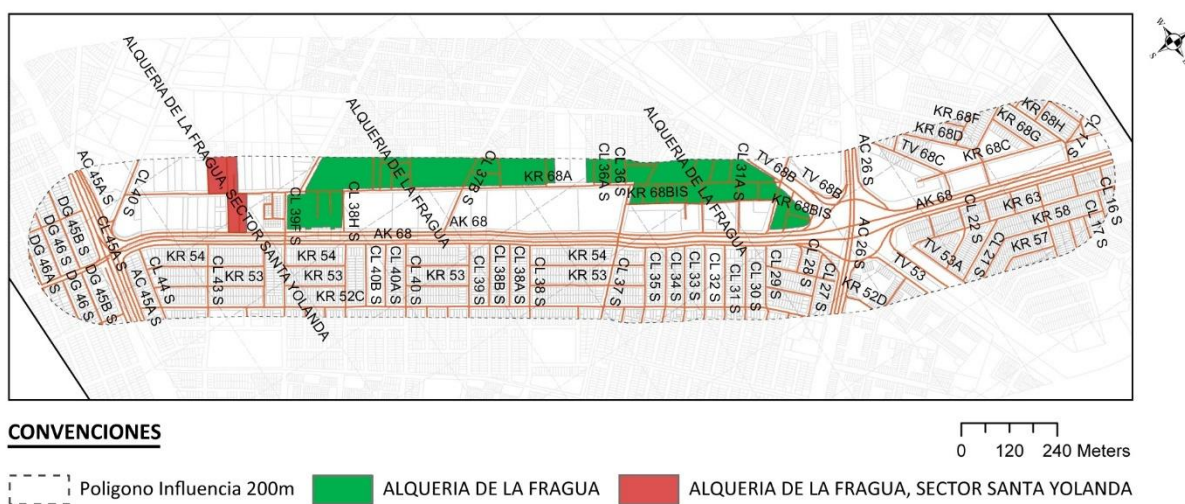 W
S
ALQUERIA DE LA FRAGUA, SECTOR SANTA YOLANDA
ALQUERIA DE LA FRAGUA
ALQUERIA DE LA FRAGUA
AC 45A S
CL 40 S
DG 45B S
DG 46 S
DG 46A S
CL 45A S
DG 45B S
DG 46 S
AC 45A S
CL 44 S
KR 54
CL 43 S
KR 53
CL 39F S
CL 38H S
AK 68
KR 54
KR 53
KR 52C
CL 40B S
CL 40A S
KR 53
CL 40 S
CL 39 S
CL 38B S
CL 38A S
CL 38 S
KR 54
KR 53
CL 37B S
KR 68A
CL 36A S
CL 36 S
KR 68BIS
CL 37 S
CL 35 S
CL 34 S
CL 33 S
CL 32 S
CL 31 S
CL 30 S
CL 29 S
CL 28 S
CL 27 S
CL 31A S
TV 69B
TV 68B
KR 68BIS
AC 26 S
AC 26 S
KR 52D
TV 53
TV 53A
AK 68
TV 68C
KR 68D
KR 68F
KR 68C
KR 68G
KR 68H
CL 17 S
CL 16 S
CL 17 S
CL 22 S
CL 21 S
KR 63
KR 58
KR 57
CONVENCIONES
0 120 240 Meters
Poligono Influencia 200m
ALQUERIA DE LA FRAGUA
ALQUERIA DE LA FRAGUA, SECTOR SANTA YOLANDA